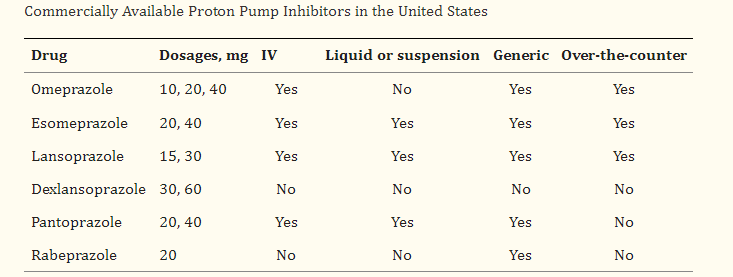 Commercially Available Proton Pump Inhibitors in the United States
Drug Dosages, mg IV Liquid or suspension Generic Over-the-counter
Omeprazole 10, 20, 40 Yes No Yes Yes
Esomeprazole 20, 40 Yes Yes Yes Yes
Lansoprazole 15, 30 Yes Yes Yes Yes
Dexlansoprazole 30, 60 No No No No
Pantoprazole 20, 40 Yes Yes Yes No
Rabeprazole 20 No No Yes No